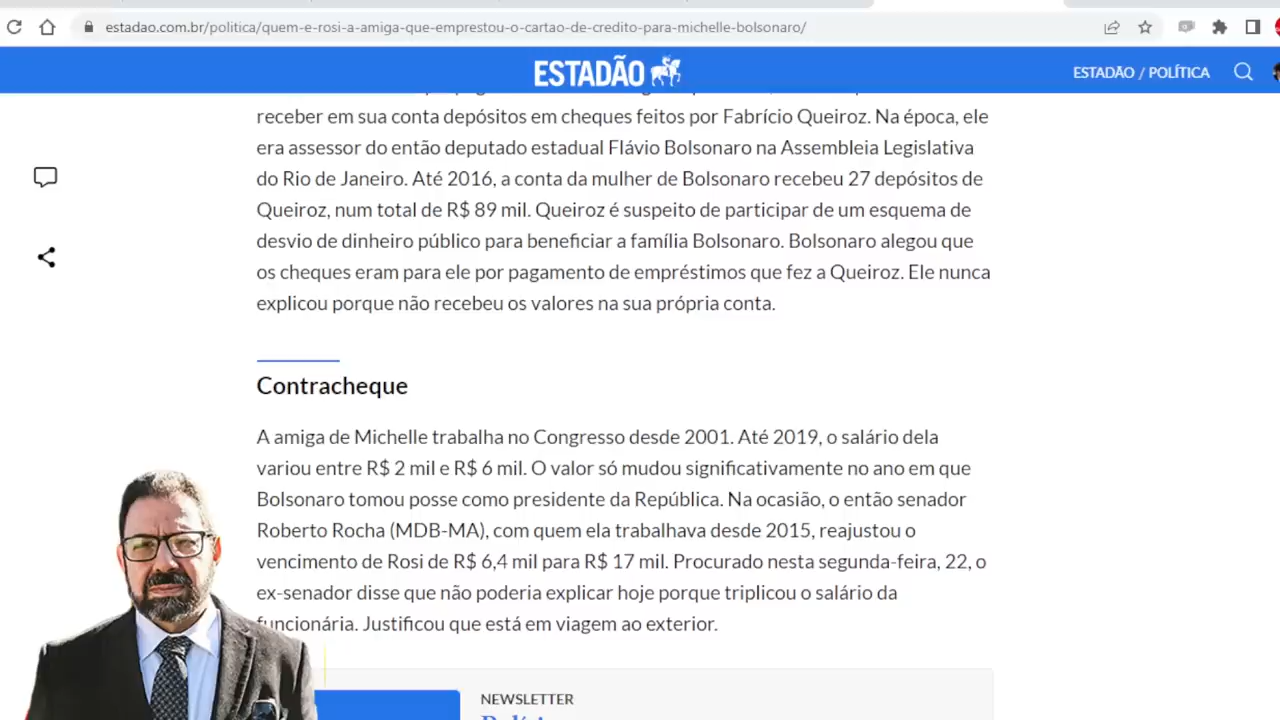 estadao.com.br/politica/quem-e-rosi-a-amiga-que-emprestou-o-cartao-de-credito-para-michelle-bolsonaro/
ESTADÃO
ESTADÃO / POLÍTICA
receber em sua conta depósitos em cheques feitos por Fabrício Queiroz. Na época, ele
era assessor do então deputado estadual Flávio Bolsonaro na Assembleia Legislativa
do Rio de Janeiro. Até 2016, a conta da mulher de Bolsonaro recebeu 27 depósitos de
Queiroz, num total de R$ 89 mil. Queiroz é suspeito de participar de um esquema de
desvio de dinheiro público para beneficiar a família Bolsonaro. Bolsonaro alegou que
os cheques eram para ele por pagamento de empréstimos que fez a Queiroz. Ele nunca
explicou porque não recebeu os valores na sua própria conta.
Contracheque
A amiga de Michelle trabalha no Congresso desde 2001. Até 2019, o salário dela
variou entre R$ 2 mil e R$ 6 mil. O valor só mudou significativamente no ano em que
Bolsonaro tomou posse como presidente da República. Na ocasião, o então senador
Roberto Rocha (MDB-MA), com quem ela trabalhava desde 2015, reajustou o
vencimento de Rosi de R$ 6,4 mil para R$ 17 mil. Procurado nesta segunda-feira, 22, o
ex-senador disse que não poderia explicar hoje porque triplicou o salário da
funcionária. Justificou que está em viagem ao exterior.
NEWSLETTER